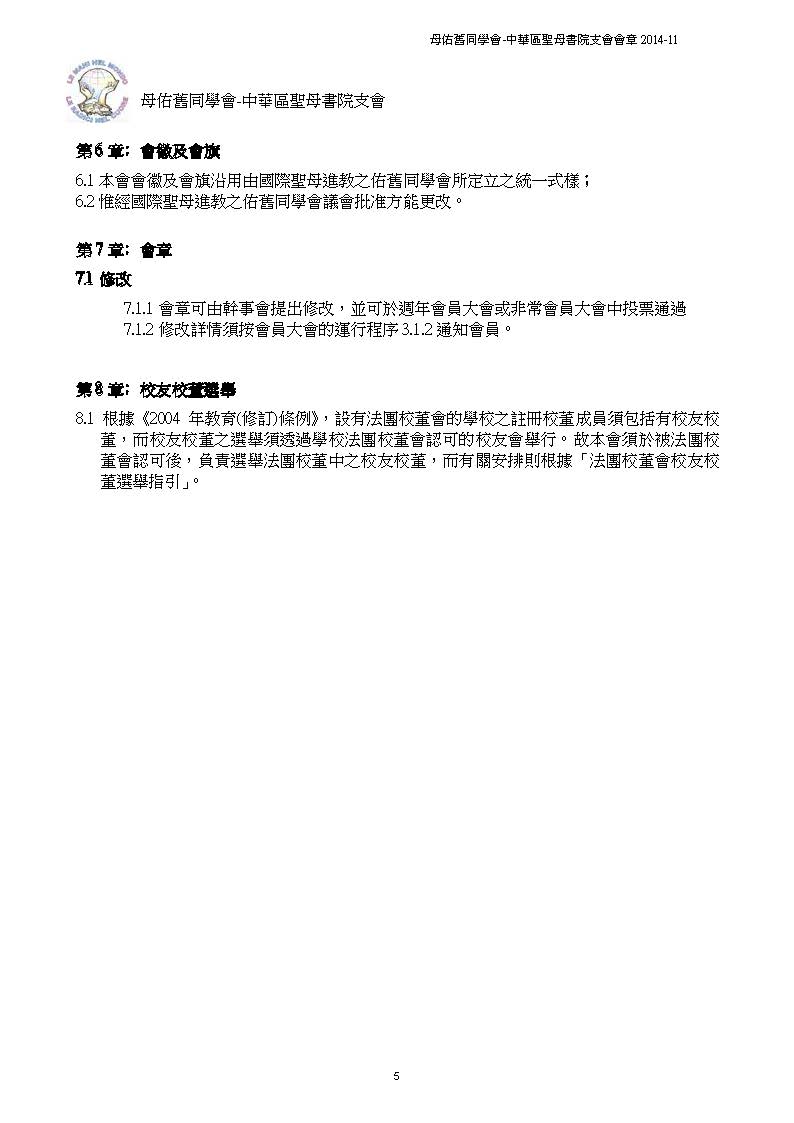 母佑舊同學會-中華區聖母書院支會會章 2014-11
LE MANI NEL MONDO
LE RADICI NEL CUORE
母佑舊同學會-中華區聖母書院支會
第 6 章：會徽及會旗
6.1 本會會徽及會旗沿用由國際聖母進教之佑舊同學會所定立之統一式樣；
6.2 惟經國際聖母進教之佑舊同學會議會批准方能更改。
第 7 章：會章
7.1 修改
7.1.1 會章可由幹事會提出修改，並可於週年會員大會或非常會員大會中投票通過
7.1.2 修改詳情須按會員大會的運行程序 3.1.2 通知會員。
第 8 章：校友校董選舉
8.1 根據《2004 年教育(修訂)條例》，設有法團校董會的學校之註冊校董成員須包括有校友校
董，而校友校董之選舉須透過學校法團校董會認可的校友會舉行。故本會須於被法團校
董會認可後，負責選舉法團校董中之校友校董，而有關安排則根據「法團校董會校友校
董選舉指引」。
5